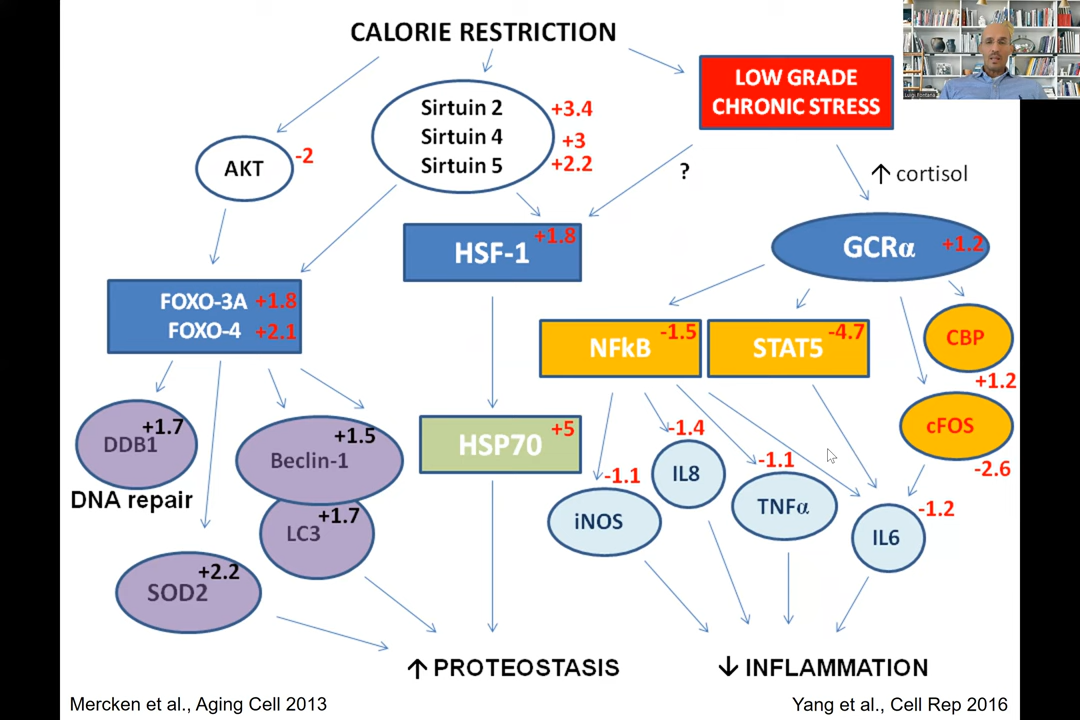 CALORIE RESTRICTION
Luigi Fontana
LOW GRADE
CHRONIC STRESS
Sirtuin 2 +3.4
Sirtuin 4 +3
Sirtuin 5 +2.2
AKT -2
?
↑ cortisol
HSF-1 +1.8
GCRα +1.2
FOXO-3A +1.8
FOXO-4 +2.1
NFkB -1.5
STAT5 -4.7
CBP
+1.2
DDB1 +1.7
DNA repair
Beclin-1 +1.5
LC3 +1.7
HSP70 +5
cFOS
-2.6
IL8 -1.4
iNOS -1.1
TNFα -1.1
IL6 -1.2
SOD2 +2.2
↑ PROTEOSTASIS
↓ INFLAMMATION
Mercken et al., Aging Cell 2013
Yang et al., Cell Rep 2016